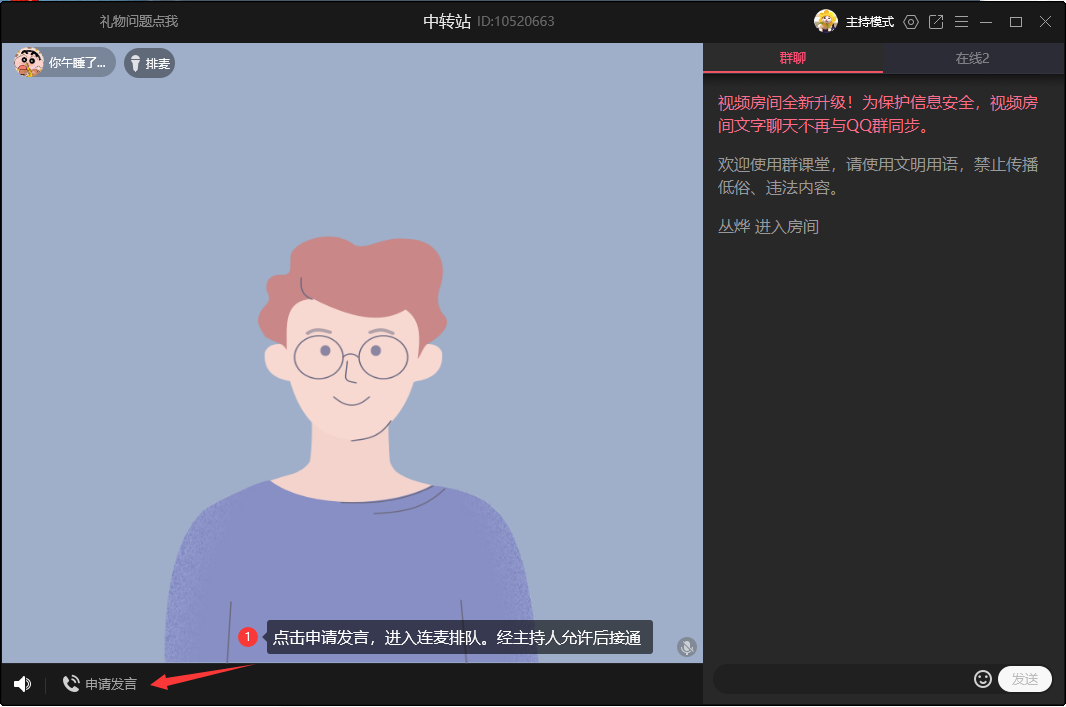 礼物问题点我
中转站 ID:10520663
主持模式
你午睡了...
排麦
群聊
在线2
视频房间全新升级！为保护信息安全，视频房
间文字聊天不再与QQ群同步。
欢迎使用群课堂，请使用文明用语，禁止传播
低俗、违法内容。
丛烨 进入房间
1
点击申请发言，进入连麦排队。经主持人允许后接通
申请发言
发送